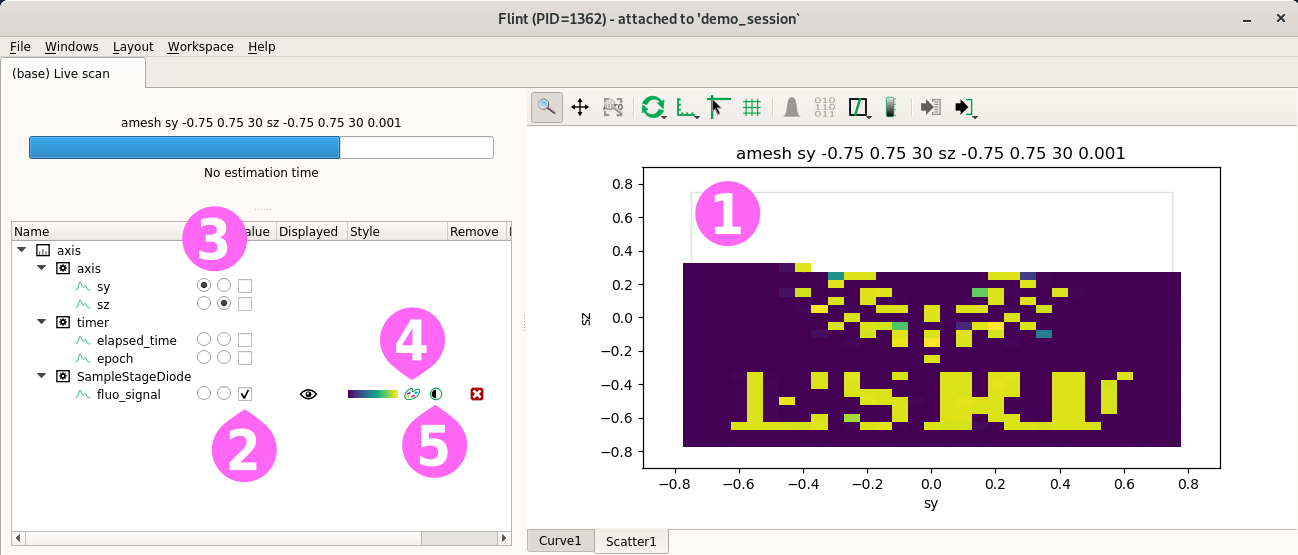 Flint (PID=1362) - attached to 'demo_session`
File Windows Layout Workspace Help
(base) Live scan
amesh sy -0.75 0.75 30 sz -0.75 0.75 30 0.001
No estimation time
Name alue Displayed Style Remove
3
axis
axis
sy
sz
timer
elapsed_time
epoch
SampleStageDiode
fluo_signal
4
2
5
AUTO
010
011
amesh sy -0.75 0.75 30 sz -0.75 0.75 30 0.001
1
0.8
0.6
0.4
0.2
0.0
−0.2
−0.4
−0.6
−0.8
sz
−0.8 −0.6 −0.4 −0.2 0.0 0.2 0.4 0.6 0.8
sy
Curve1 Scatter1